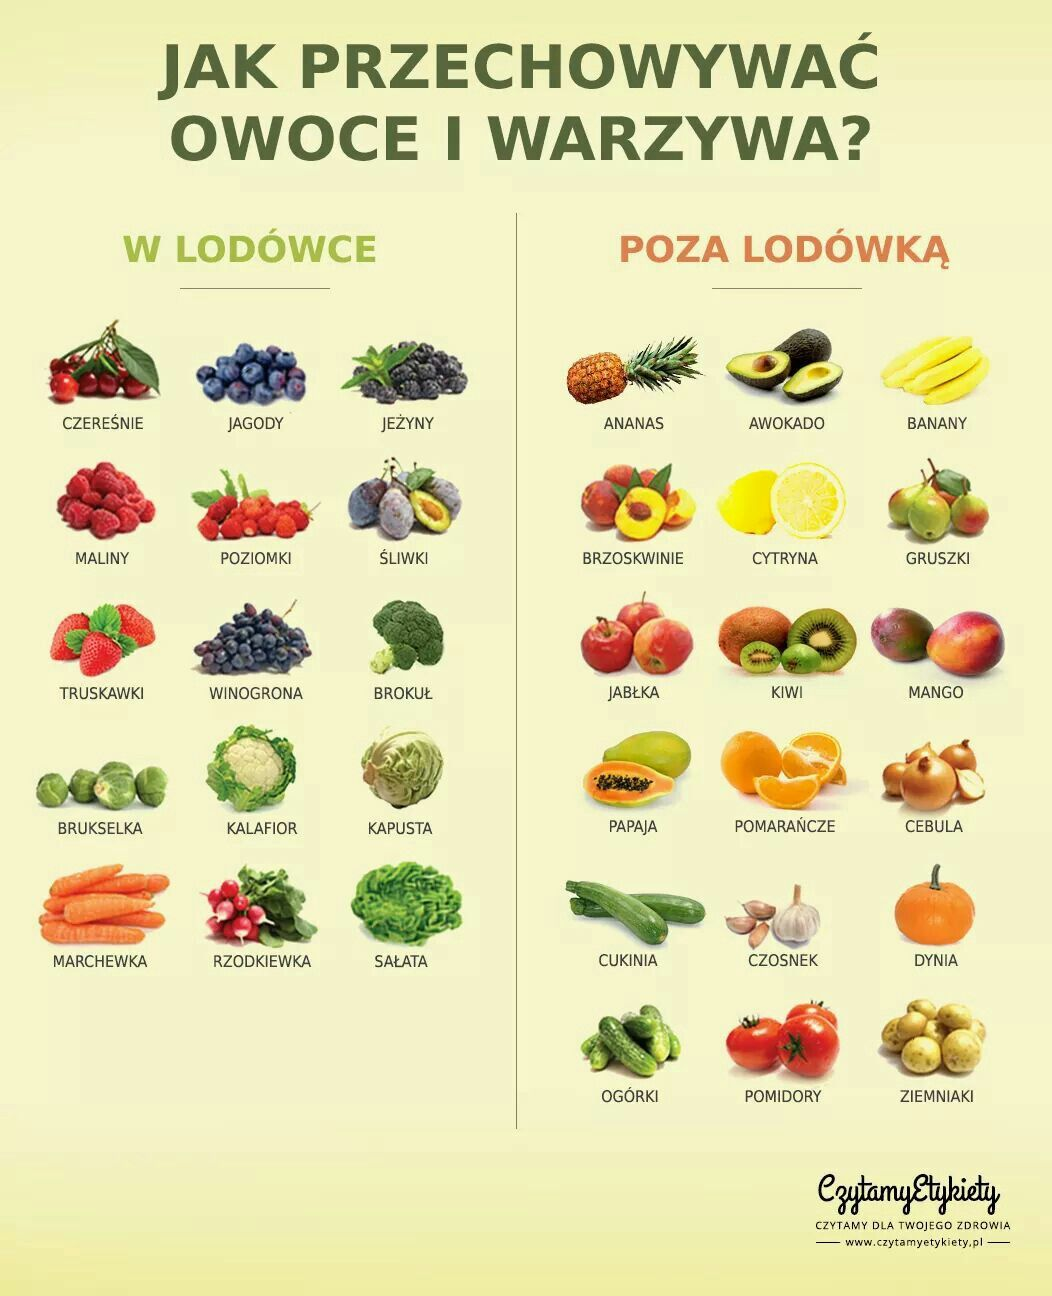 JAK PRZECHOWYWAĆ
OWOCE I WARZYWA?
W LODÓWCE
CZEREŚNIE JAGODY JEŻYNY
MALINY POZIOMKI ŚLIWKI
TRUSKAWKI WINOGRONA BROKUŁ
BRUKSELKA KALAFIOR KAPUSTA
MARCHEWKA RZODKIEWKA SAŁATA
POZA LODÓWKĄ
ANANAS AWOKADO BANANY
BRZOSKWINIE CYTRYNA GRUSZKI
JABŁKA KIWI MANGO
PAPAJA POMARAŃCZE CEBULA
CUKINIA CZOSNEK DYNIA
OGÓRKI POMIDORY ZIEMNIAKI
CzytamyEtykiety
CZYTAMY DLA TWOJEGO ZDROWIA
www.czytamyetykiety.pl